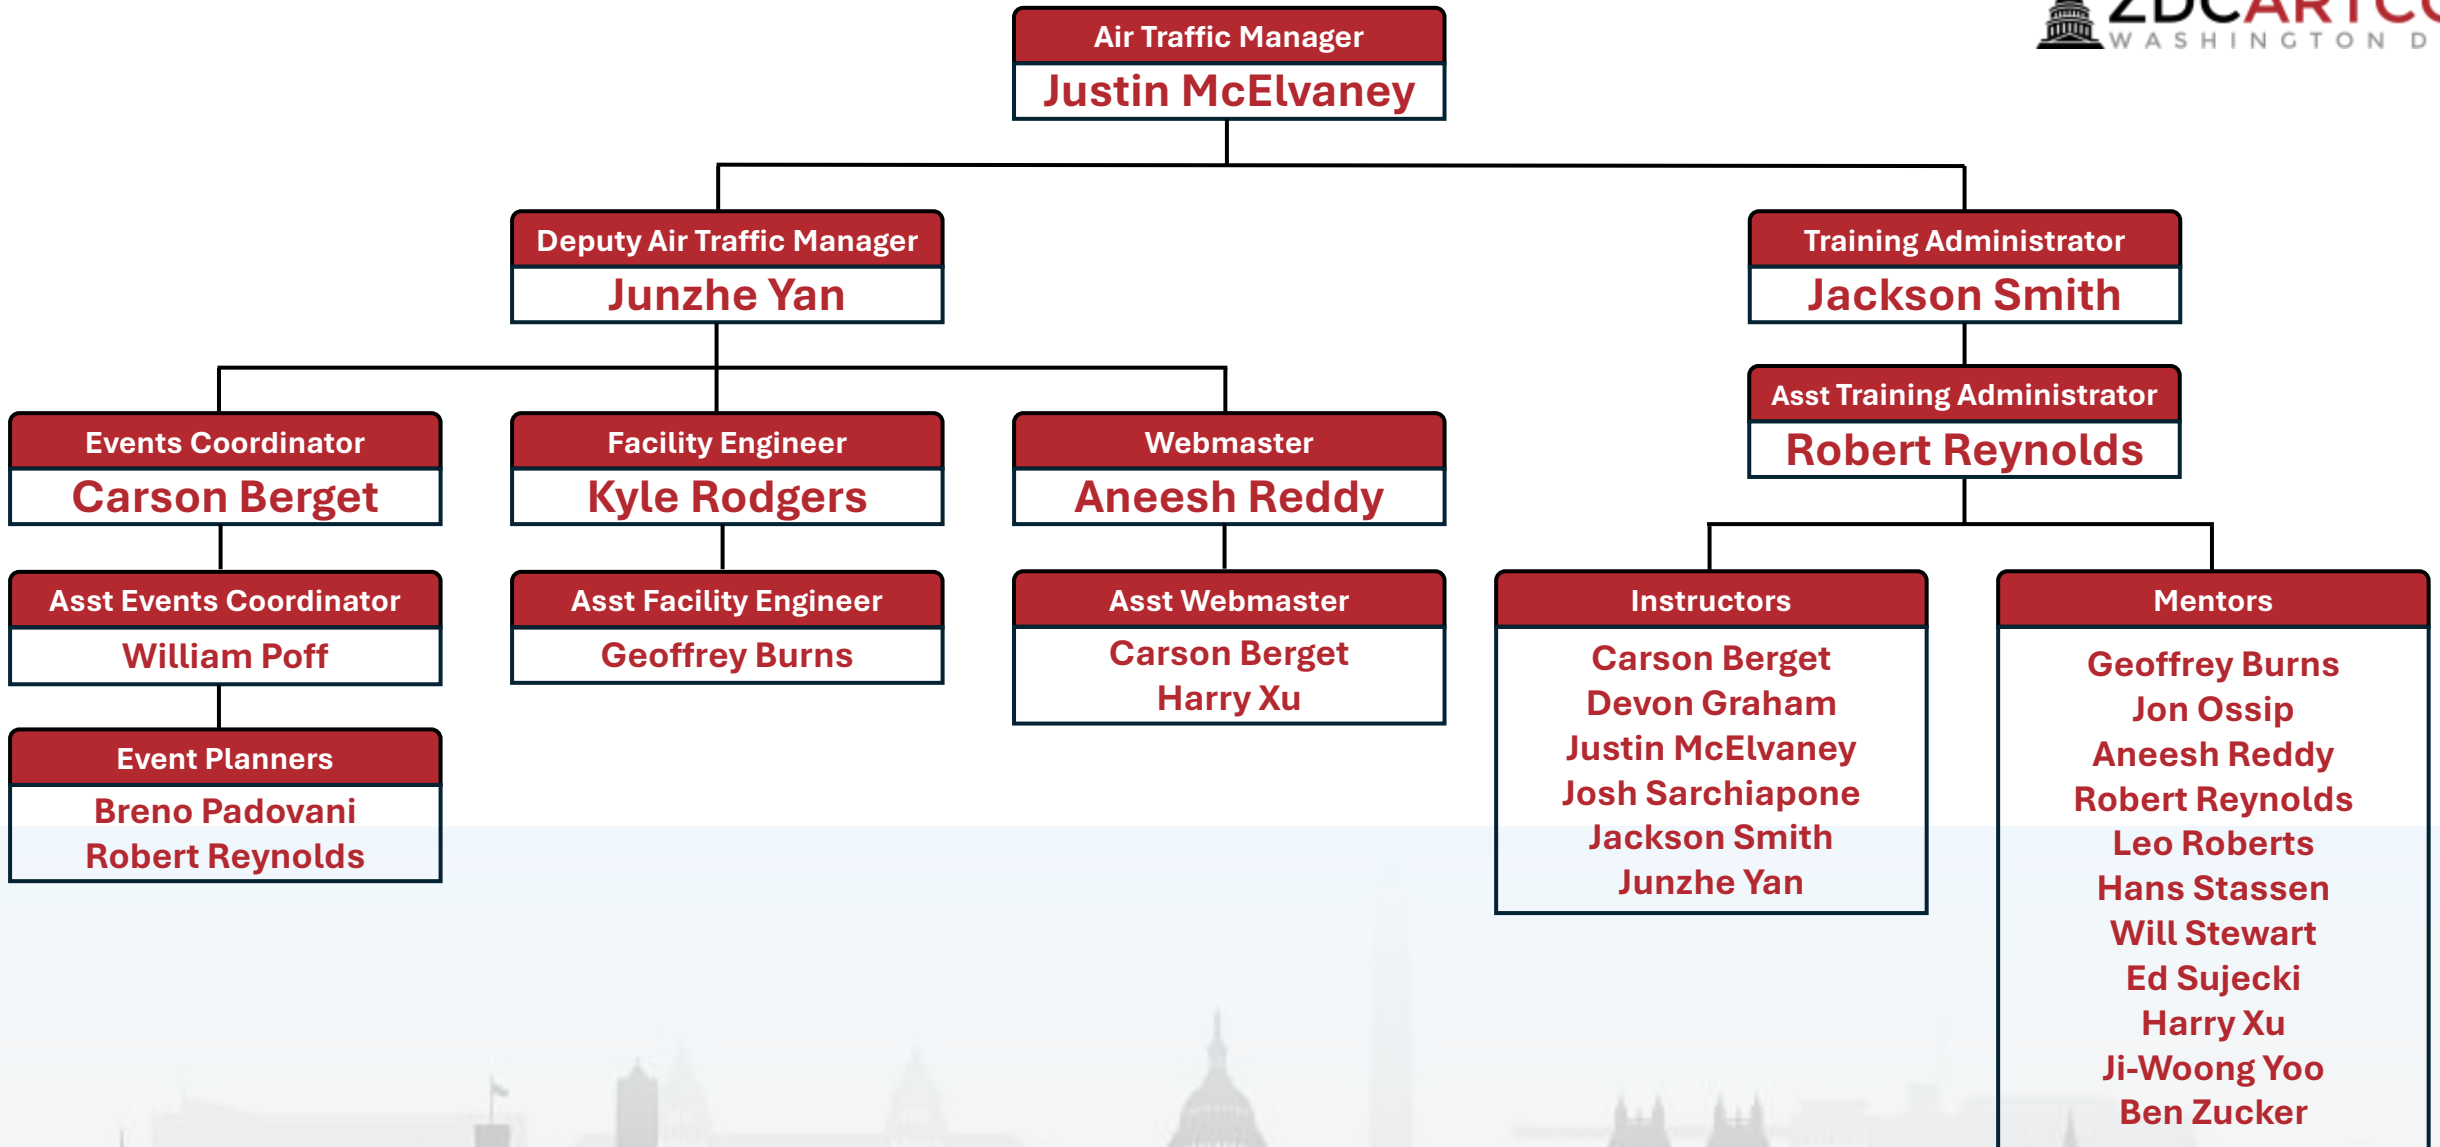 ZDCARTCC
WASHINGTON D
Air Traffic Manager
Justin McElvaney
Deputy Air Traffic Manager
Junzhe Yan
Training Administrator
Jackson Smith
Asst Training Administrator
Robert Reynolds
Events Coordinator
Carson Berget
Facility Engineer
Kyle Rodgers
Webmaster
Aneesh Reddy
Asst Events Coordinator
William Poff
Asst Facility Engineer
Geoffrey Burns
Asst Webmaster
Carson Berget
Harry Xu
Event Planners
Breno Padovani
Robert Reynolds
Instructors
Carson Berget
Devon Graham
Justin McElvaney
Josh Sarchiapone
Jackson Smith
Junzhe Yan
Mentors
Geoffrey Burns
Jon Ossip
Aneesh Reddy
Robert Reynolds
Leo Roberts
Hans Stassen
Will Stewart
Ed Sujecki
Harry Xu
Ji-Woong Yoo
Ben Zucker